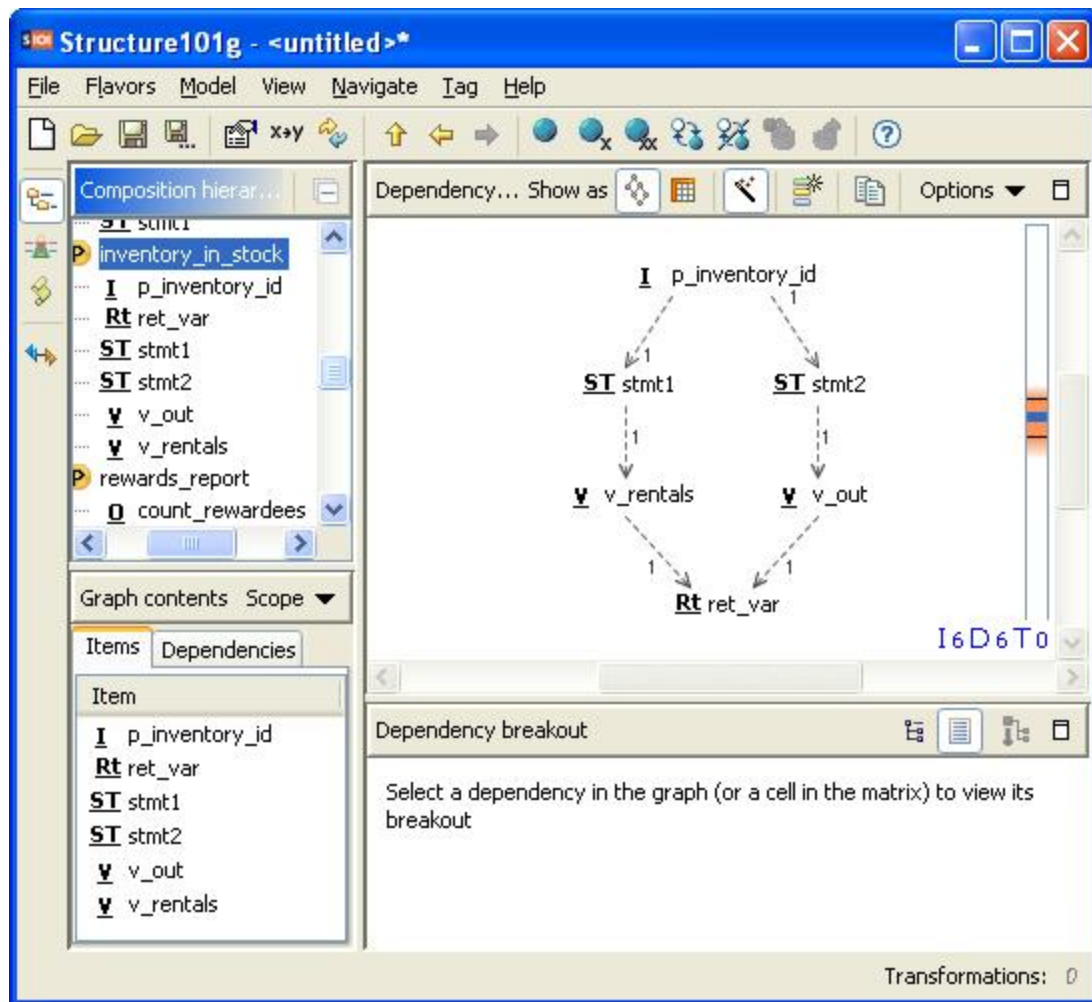 S101 Structure101g - <untitled>*
File Flavors Model View Navigate Tag Help
x→y x xx ?
Composition hierar...
ST stmt1
P inventory_in_stock
I p_inventory_id
Rt ret_var
ST stmt1
ST stmt2
V v_out
V v_rentals
P rewards_report
O count_rewardees
Graph contents Scope
Items Dependencies
Item
I p_inventory_id
Rt ret_var
ST stmt1
ST stmt2
V v_out
V v_rentals
Dependency... Show as Options
I p_inventory_id
1
1
ST stmt1 ST stmt2
1 1
V v_rentals V v_out
1 1
Rt ret_var
I6D6T0
Dependency breakout
Select a dependency in the graph (or a cell in the matrix) to view its
breakout
Transformations: 0